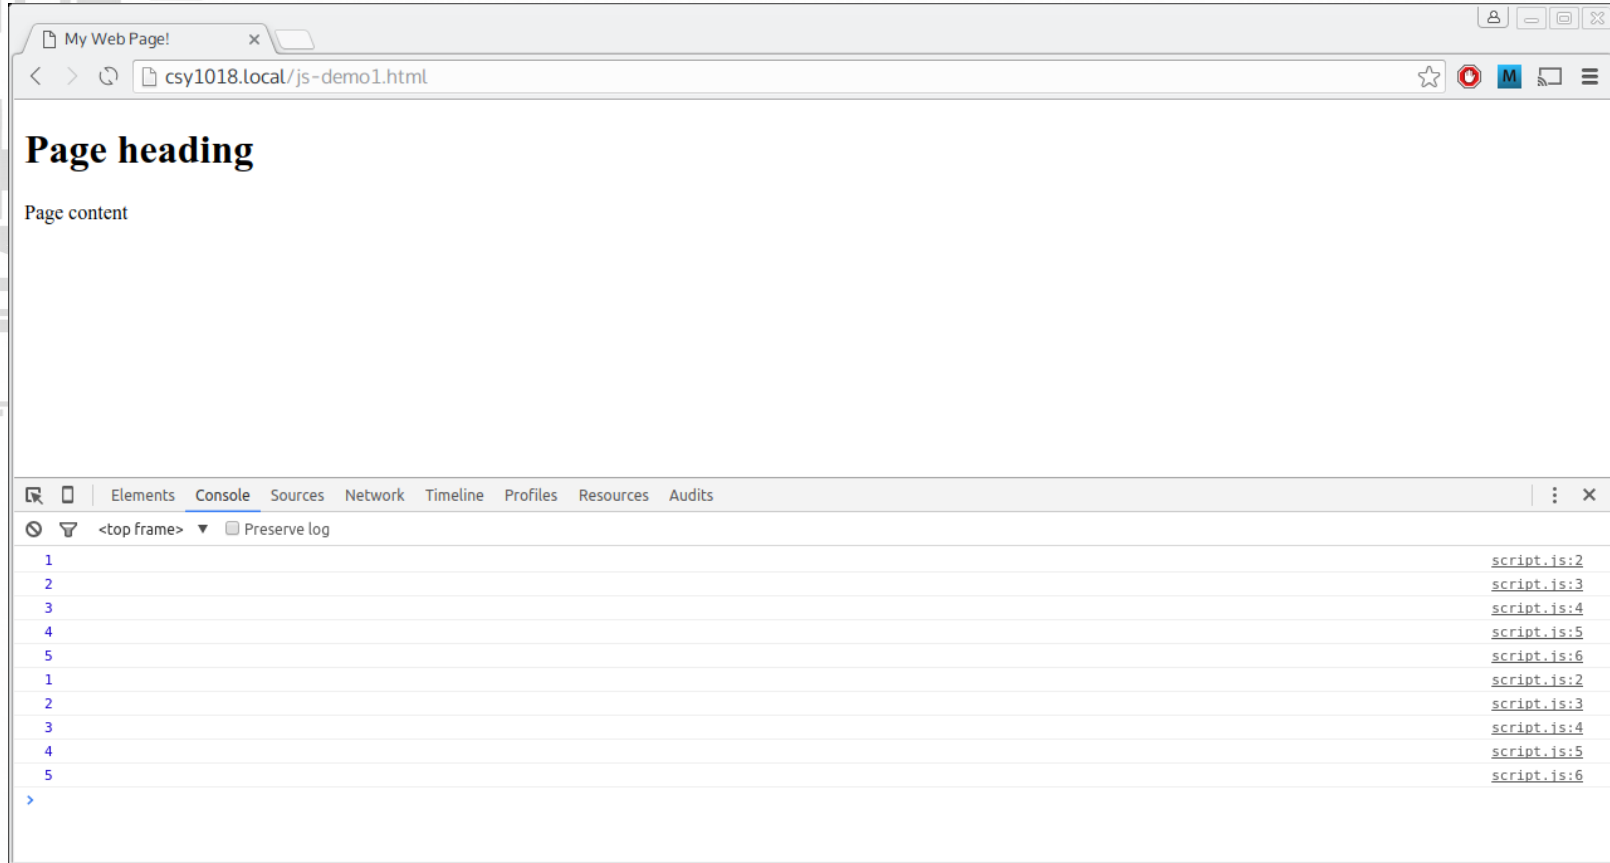 My Web Page!
csy1018.local/js-demo1.html
M
Page heading
Page content
Elements Console Sources Network Timeline Profiles Resources Audits
<top frame> Preserve log
1 script.js:2
2 script.js:3
3 script.js:4
4 script.js:5
5 script.js:6
1 script.js:2
2 script.js:3
3 script.js:4
4 script.js:5
5 script.js:6